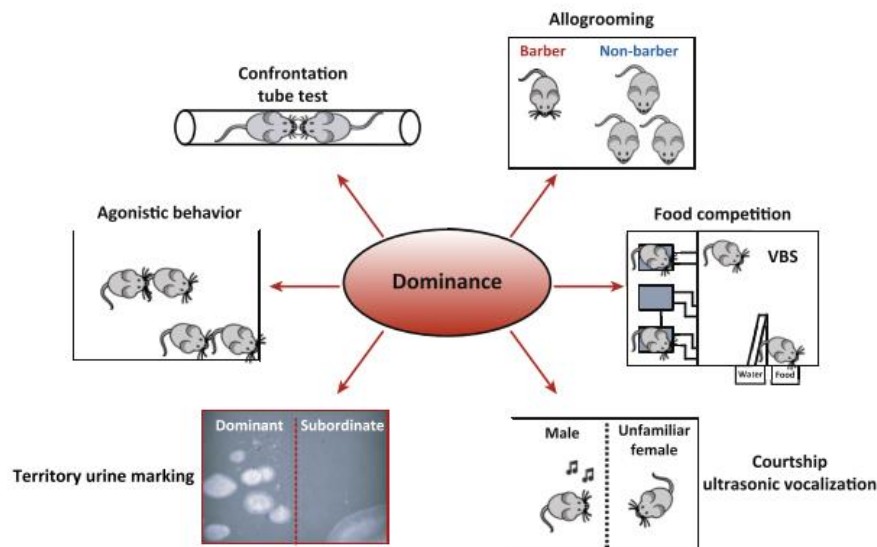 Allogrooming
Barber
Non-barber
Confrontation
tube test
Agonistic behavior
Food competition
VBS
Dominance
Water
Food
Dominant
Subordinate
Territory urine marking
Male
Unfamiliar
female
Courtship
ultrasonic vocalization